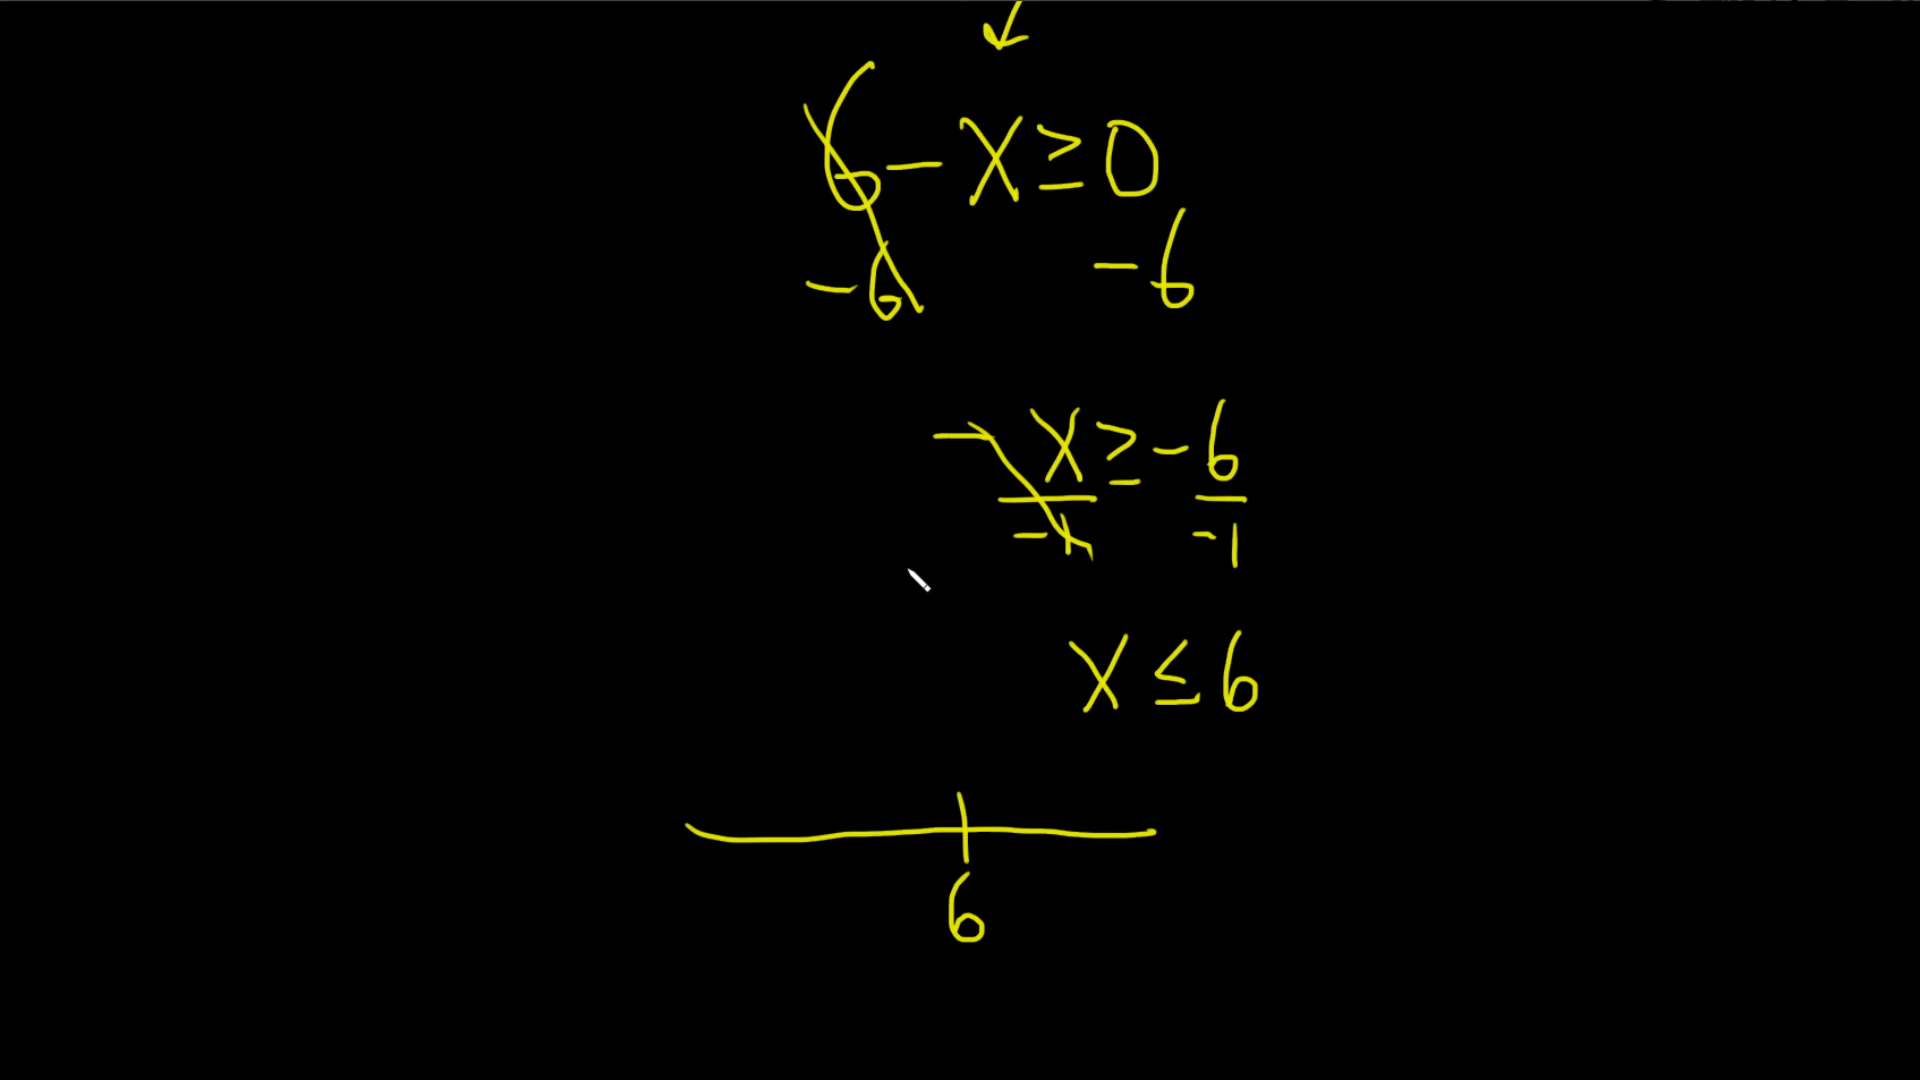 6 - x ≥ 0
-6 -6
-x ≥ -6
-1 -1
x ≤ 6
6